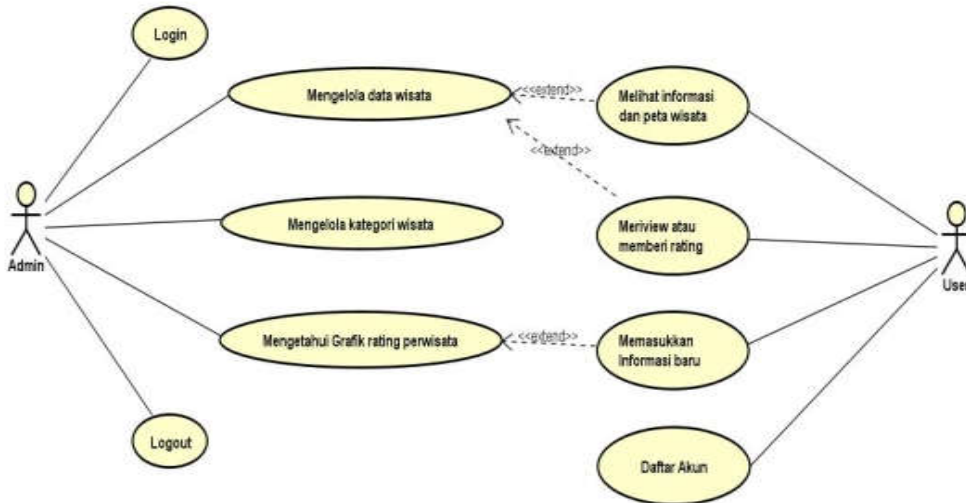 Login
Mengelola data wisata
<<extend>>
Melihat informasi
dan peta wisata
<<extend>>
Admin
Mengelola kategori wisata
Meriview atau
memberi rating
User
Mengetahui Grafik rating perwisata
<<extend>>
Memasukkan
Informasi baru
Logout
Daftar Akun